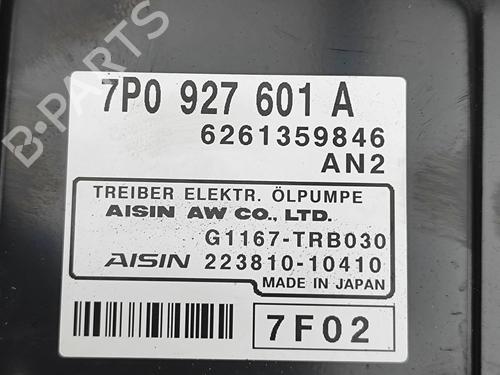 7P0 927 601 A
6261359846
AN2
TREIBER ELEKTR. ÖLPUMPE
AISIN AW CO., LTD.
G1167-TRB030
AISIN 223810-10410
MADE IN JAPAN
7F02
B-PARTS